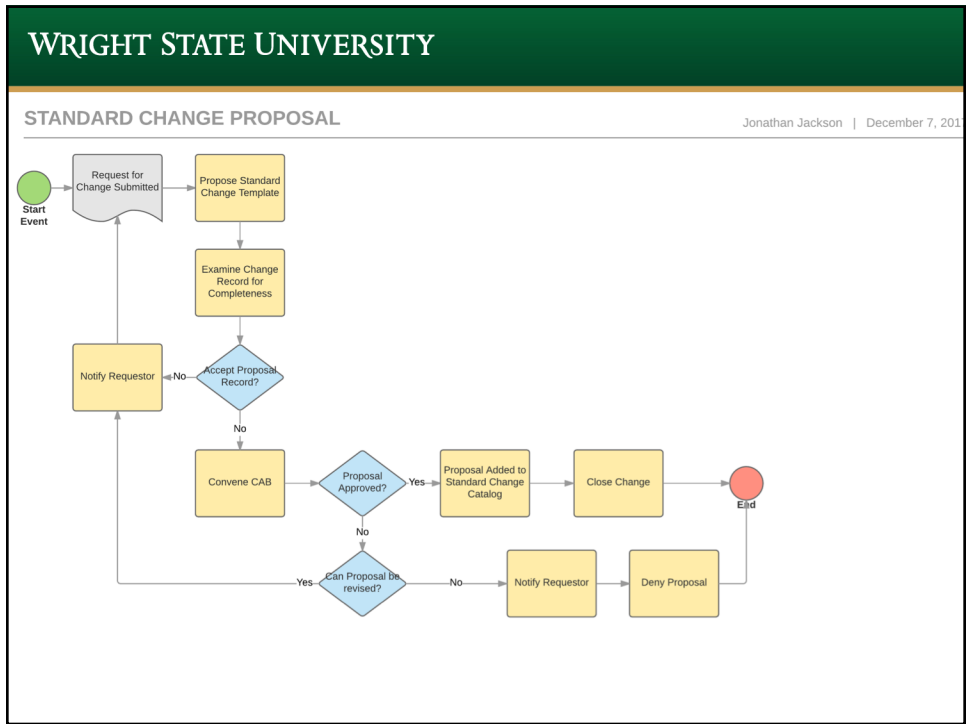 WRIGHT STATE UNIVERSITY
STANDARD CHANGE PROPOSAL
Jonathan Jackson | December 7, 201
Start
Event
Request for
Change Submitted
Propose Standard
Change Template
Examine Change
Record for
Completeness
Accept Proposal
Record?
No
Notify Requestor
No
Convene CAB
Proposal
Approved?
Yes
Proposal Added to
Standard Change
Catalog
Close Change
End
No
Can Proposal be
revised?
Yes
No
Notify Requestor
Deny Proposal